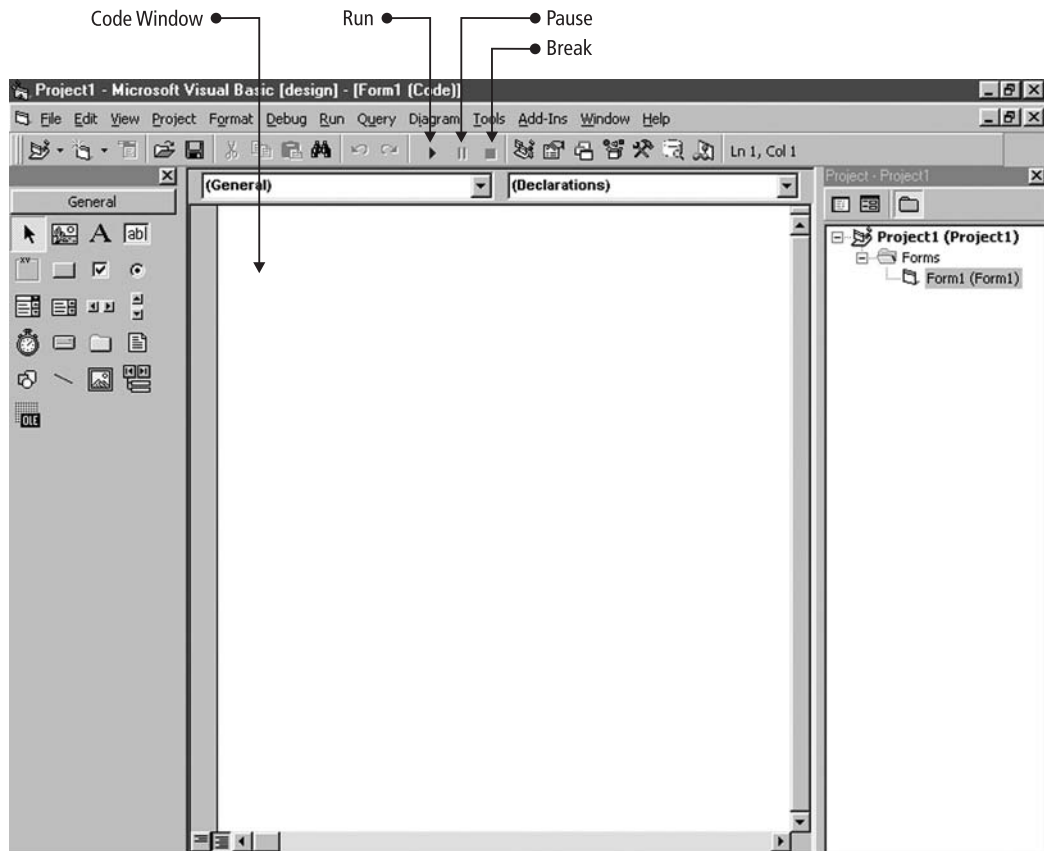 Code Window
Run
Pause
Break
Project1 - Microsoft Visual Basic [design] - [Form1 (Code)]
File Edit View Project Format Debug Run Query Diagram Tools Add-Ins Window Help
Ln 1, Col 1
General
(General)
(Declarations)
Project - Project1
A
ab
XY
Project1 (Project1)
Forms
Form1 (Form1)
OLE